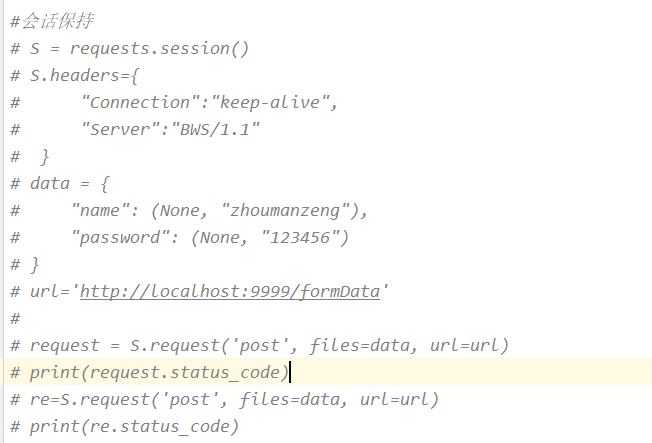 #会话保持
# S = requests.session()
# S.headers={
#      "Connection":"keep-alive",
#      "Server":"BWS/1.1"
#  }
# data = {
#     "name": (None, "zhoumanzeng"),
#     "password": (None, "123456")
# }
# url='http://localhost:9999/formData'
#
# request = S.request('post', files=data, url=url)
# print(request.status_code)
# re=S.request('post', files=data, url=url)
# print(re.status_code)